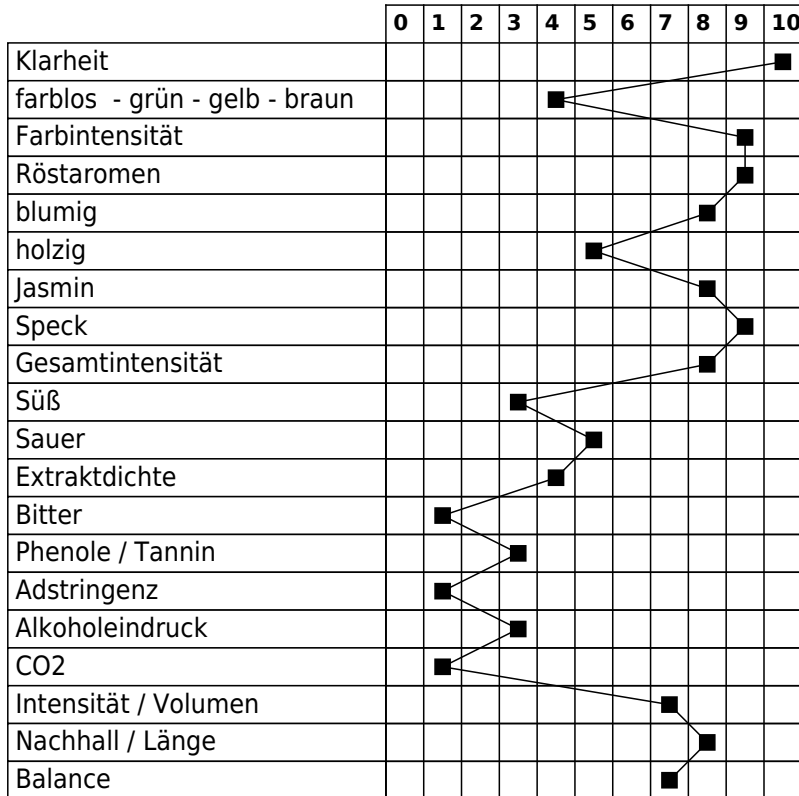 0 1 2 3 4 5 6 7 8 9 10
Klarheit
farblos - grün - gelb - braun
Farbintensität
Röstaromen
blumig
holzig
Jasmin
Speck
Gesamtintensität
Süß
Sauer
Extraktdichte
Bitter
Phenole / Tannin
Adstringenz
Alkoholeindruck
CO2
Intensität / Volumen
Nachhall / Länge
Balance